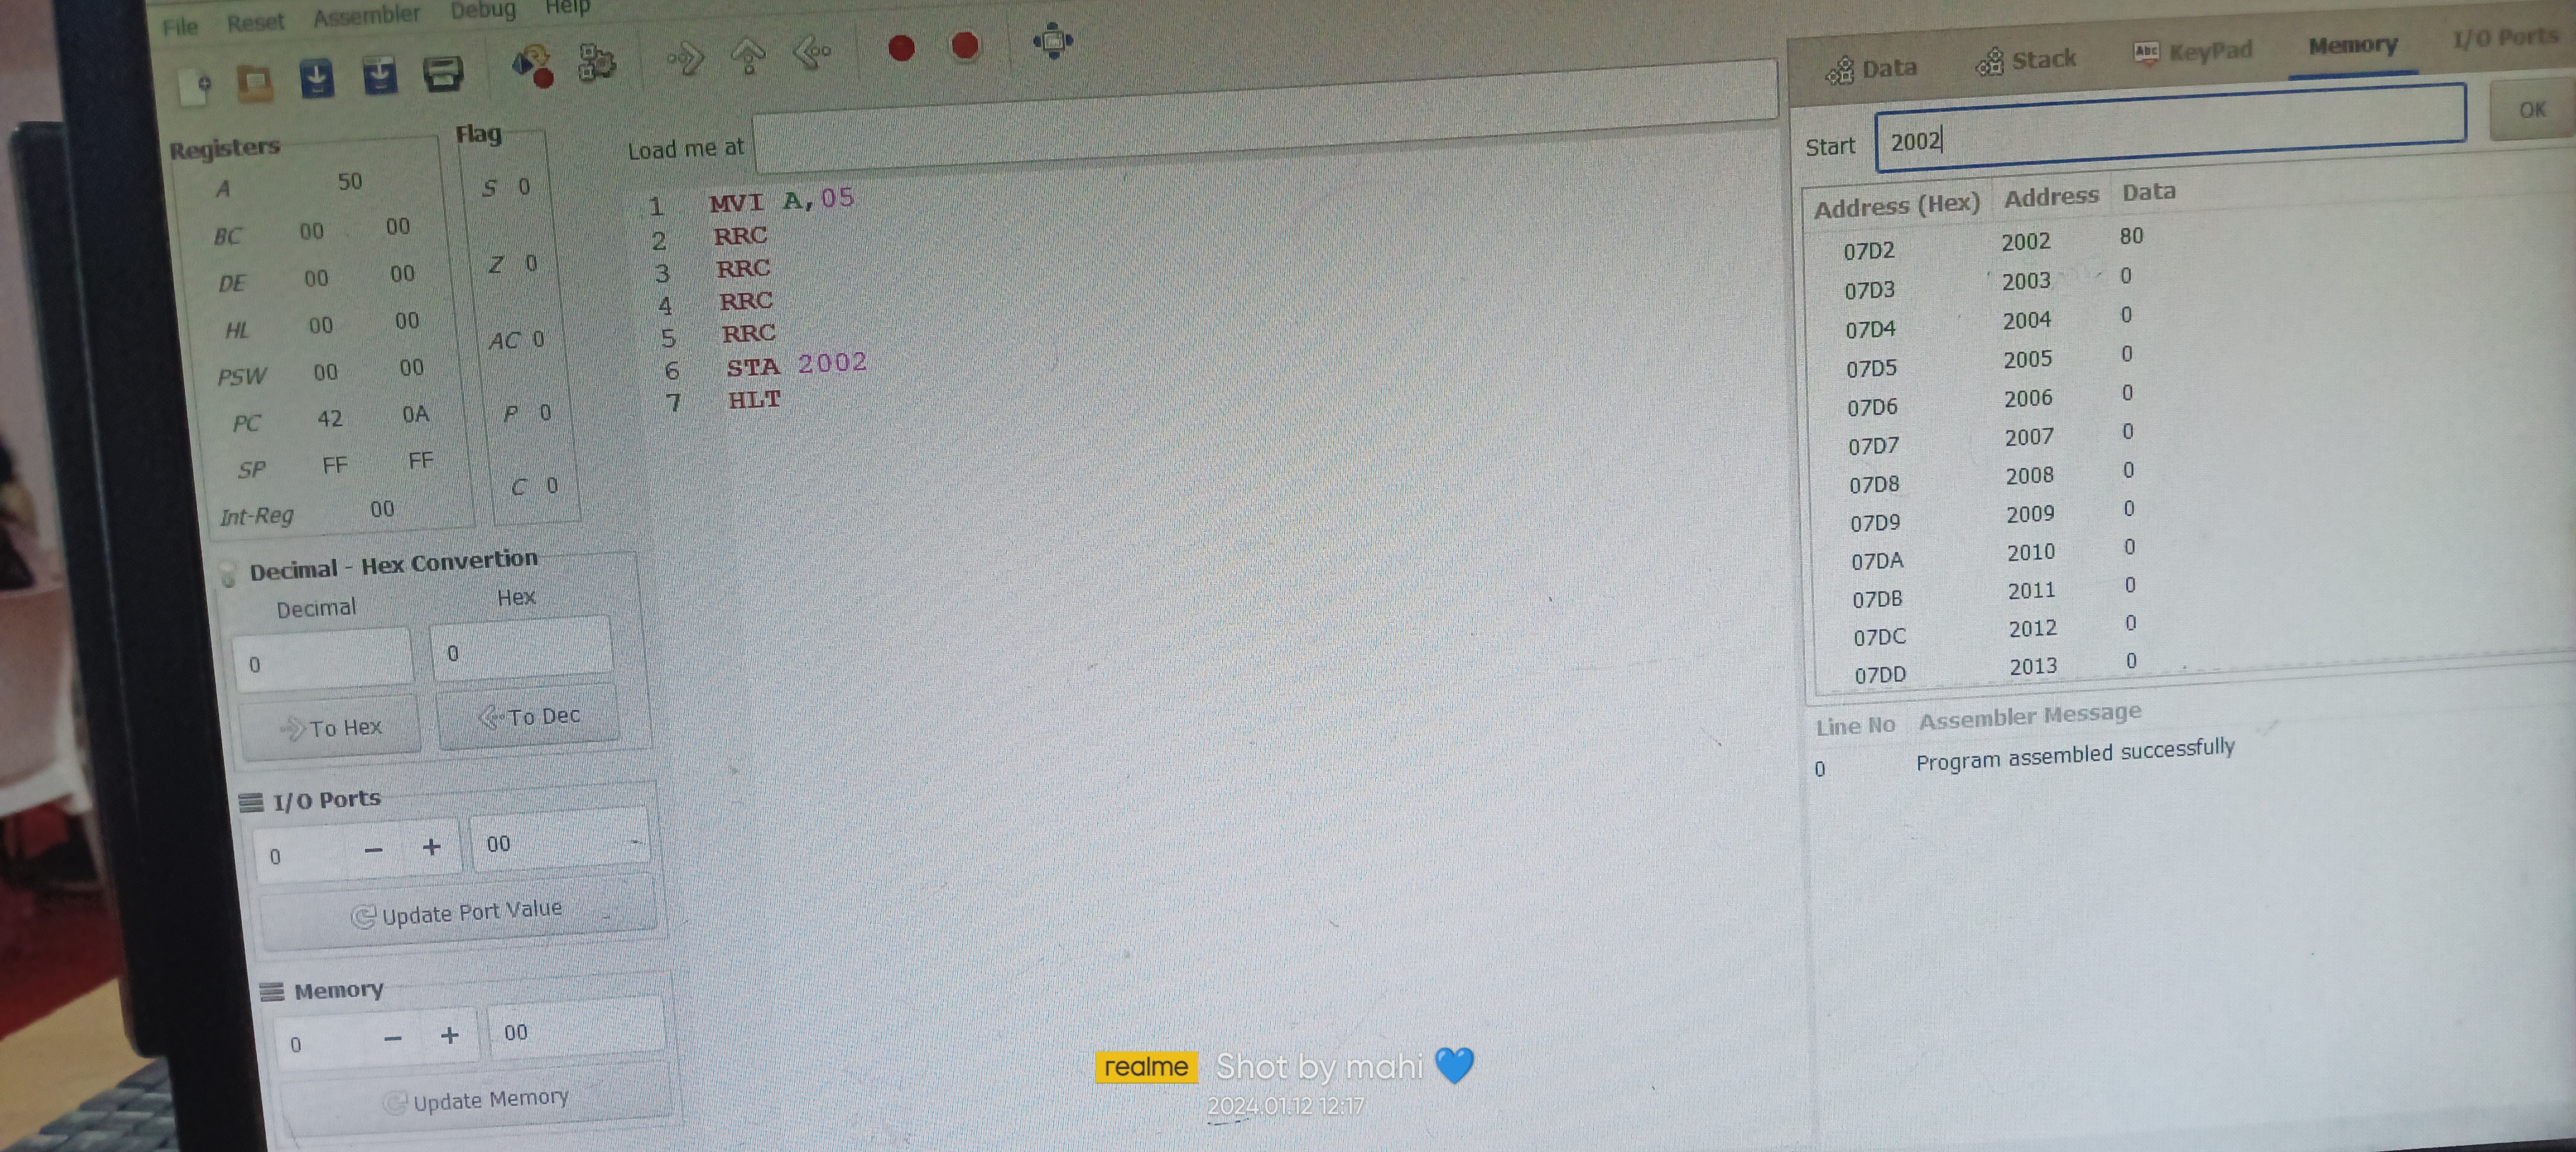 File Reset Assembler Debug Help
Registers
Flag
A 50
BC 00 00
DE 00 00
HL 00 00
PSW 00 00
PC 42 0A
SP FF FF
Int-Reg 00
S 0
Z 0
AC 0
P 0
C 0
Decimal - Hex Convertion
Decimal Hex
0 0
To Hex To Dec
I/O Ports
0 − + 00
Update Port Value
Memory
0 − + 00
Update Memory
Load me at
1 MVI A,05
2 RRC
3 RRC
4 RRC
5 RRC
6 STA 2002
7 HLT
Data Stack Abc KeyPad Memory I/O Ports
Start 2002 OK
Address (Hex) Address Data
07D2 2002 80
07D3 2003 0
07D4 2004 0
07D5 2005 0
07D6 2006 0
07D7 2007 0
07D8 2008 0
07D9 2009 0
07DA 2010 0
07DB 2011 0
07DC 2012 0
07DD 2013 0
Line No Assembler Message
0 Program assembled successfully
realme Shot by mahi 💙
2024.01.12 12:17